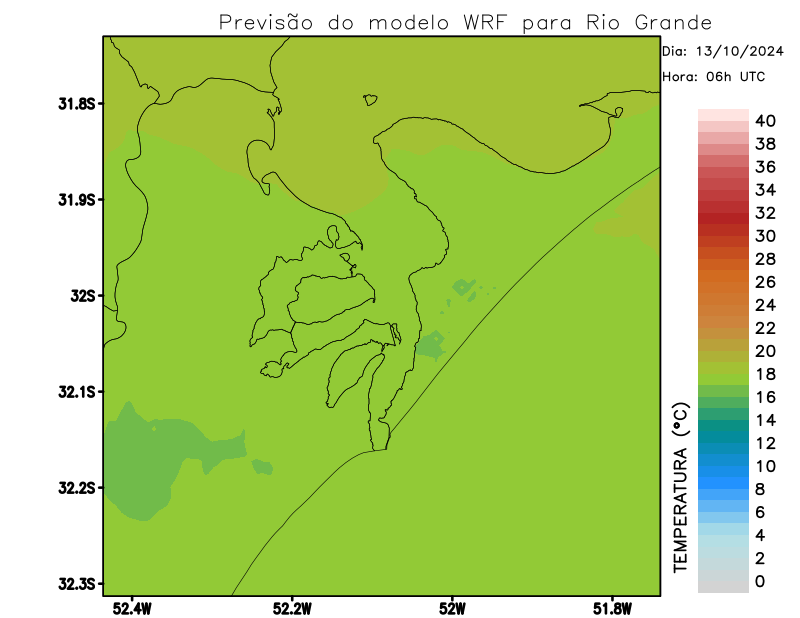 Previsão do modelo WRF para Rio Grande
Dia: 13/10/2024
Hora: 06h UTC
31.8S
31.9S
32S
32.1S
32.2S
32.3S
52.4W
52.2W
52W
51.8W
TEMPERATURA (°C)
40
38
36
34
32
30
28
26
24
22
20
18
16
14
12
10
8
6
4
2
0